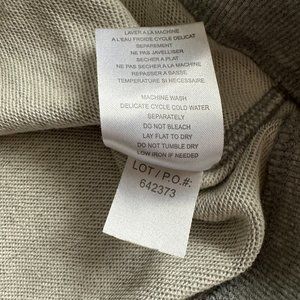 LAVER A LA MACHINE
A L'EAU FROIDE CYCLE DELICAT
SEPAREMENT
NE PAS JAVELLISER
SECHER A PLAT
NE PAS SECHER A LA MACHINE
REPASSER A BASSE
TEMPERATURE SI NECESSAIRE
MACHINE WASH
DELICATE CYCLE COLD WATER
SEPARATELY
DO NOT BLEACH
LAY FLAT TO DRY
DO NOT TUMBLE DRY
LOW IRON IF NEEDED
LOT / P.O.#:
642373